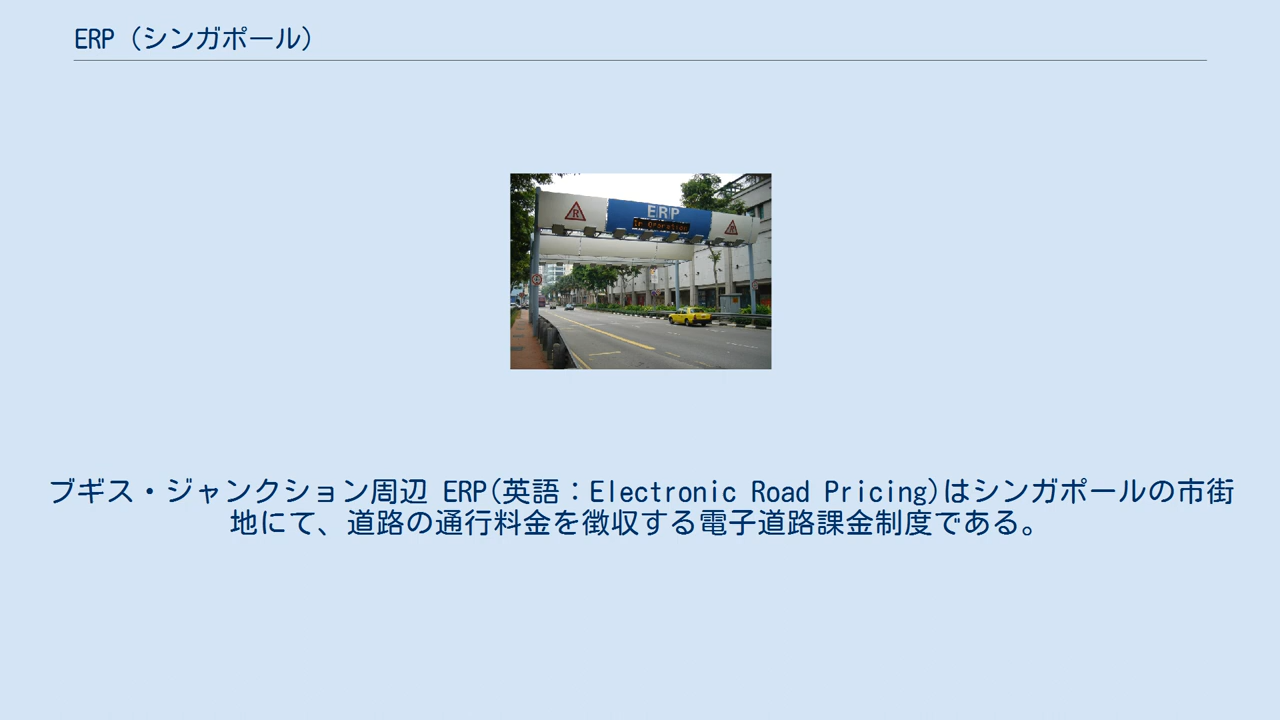 ERP（シンガポール）
ERP
In Operation
ブギス・ジャンクション周辺 ERP(英語：Electronic Road Pricing)はシンガポールの市街
地にて、道路の通行料金を徴収する電子道路課金制度である。